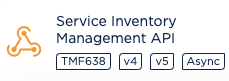 Service Inventory
Management API
TMF638 v4 v5 Async